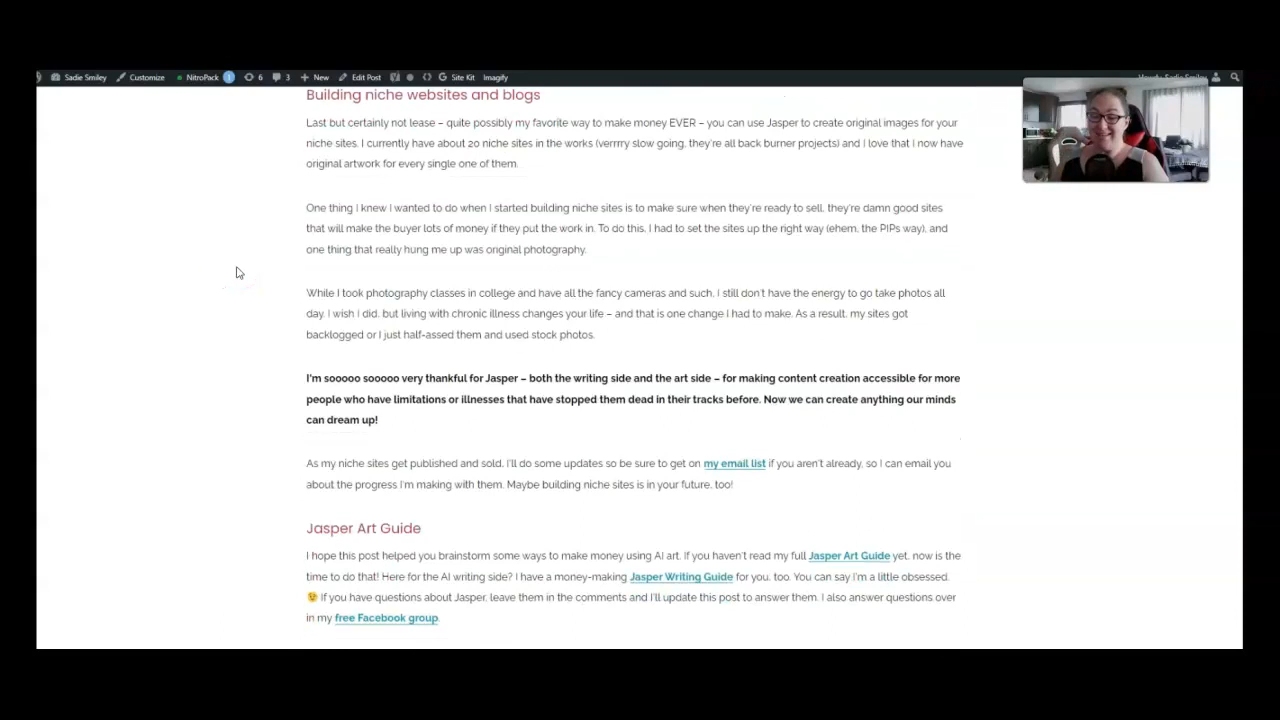 Sadie Smiley Customize NitroPack 1 6 3 New Edit Post Site Kit Imagify
Building niche websites and blogs
Last but certainly not lease – quite possibly my favorite way to make money EVER – you can use Jasper to create original images for your
niche sites. I currently have about 20 niche sites in the works (verrrry slow going, they're all back burner projects) and I love that I now have
original artwork for every single one of them.
One thing I knew I wanted to do when I started building niche sites is to make sure when they're ready to sell, they're damn good sites
that will make the buyer lots of money if they put the work in. To do this, I had to set the sites up the right way (ehem, the PIPs way), and
one thing that really hung me up was original photography.
While I took photography classes in college and have all the fancy cameras and such, I still don't have the energy to go take photos all
day. I wish I did, but living with chronic illness changes your life – and that is one change I had to make. As a result, my sites got
backlogged or I just half-assed them and used stock photos.
I'm sooooo sooooo very thankful for Jasper – both the writing side and the art side – for making content creation accessible for more
people who have limitations or illnesses that have stopped them dead in their tracks before. Now we can create anything our minds
can dream up!
As my niche sites get published and sold, I'll do some updates so be sure to get on my email list if you aren't already, so I can email you
about the progress I'm making with them. Maybe building niche sites is in your future, too!
Jasper Art Guide
I hope this post helped you brainstorm some ways to make money using AI art. If you haven't read my full Jasper Art Guide yet, now is the
time to do that! Here for the AI writing side? I have a money-making Jasper Writing Guide for you, too. You can say I'm a little obsessed.
If you have questions about Jasper, leave them in the comments and I'll update this post to answer them. I also answer questions over
in my free Facebook group.